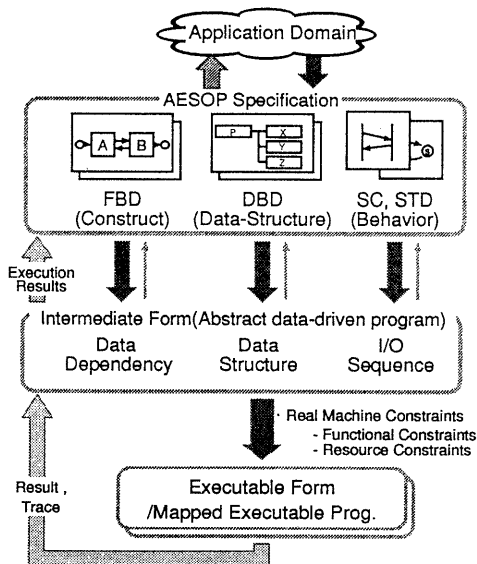 Application Domain
AESOP Specification
A B
P X
Y
Z
S
FBD
(Construct)
DBD
(Data-Structure)
SC, STD
(Behavior)
Execution
Results
Intermediate Form(Abstract data-driven program)
Data
Dependency
Data
Structure
I/O
Sequence
· Real Machine Constraints
- Functional Constraints
- Resource Constraints
Result ,
Trace
Executable Form
/Mapped Executable Prog.